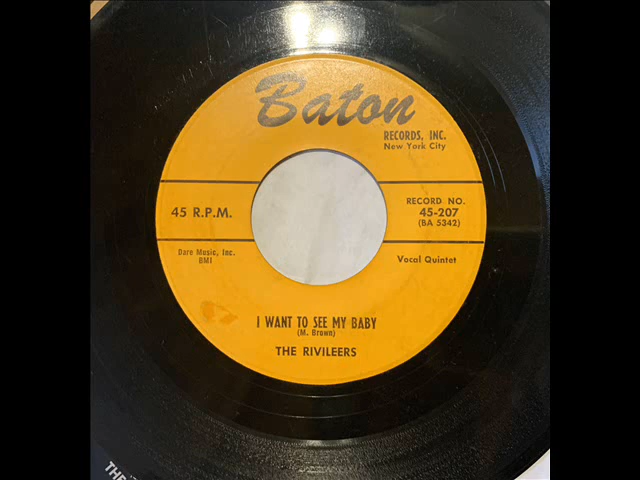 Baton
RECORDS, INC.
New York City
45 R.P.M.
RECORD NO.
45-207
(BA 5342)
Dare Music, Inc.
BMI
Vocal Quintet
I WANT TO SEE MY BABY
(M. Brown)
THE RIVILEERS